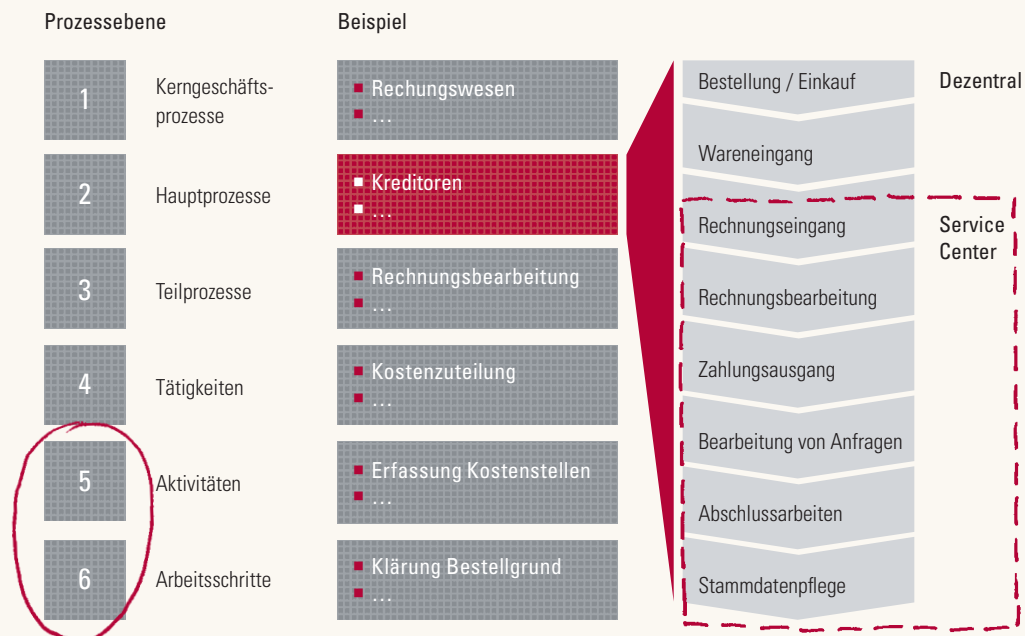 Prozessebene
Beispiel
1
Kerngeschäfts-
prozesse
Rechungswesen
...
2
Hauptprozesse
Kreditoren
...
3
Teilprozesse
Rechnungsbearbeitung
...
4
Tätigkeiten
Kostenzuteilung
...
5
Aktivitäten
Erfassung Kostenstellen
...
6
Arbeitsschritte
Klärung Bestellgrund
...
Bestellung / Einkauf
Wareneingang
Rechnungseingang
Rechnungsbearbeitung
Zahlungsausgang
Bearbeitung von Anfragen
Abschlussarbeiten
Stammdatenpflege
Dezentral
Service
Center